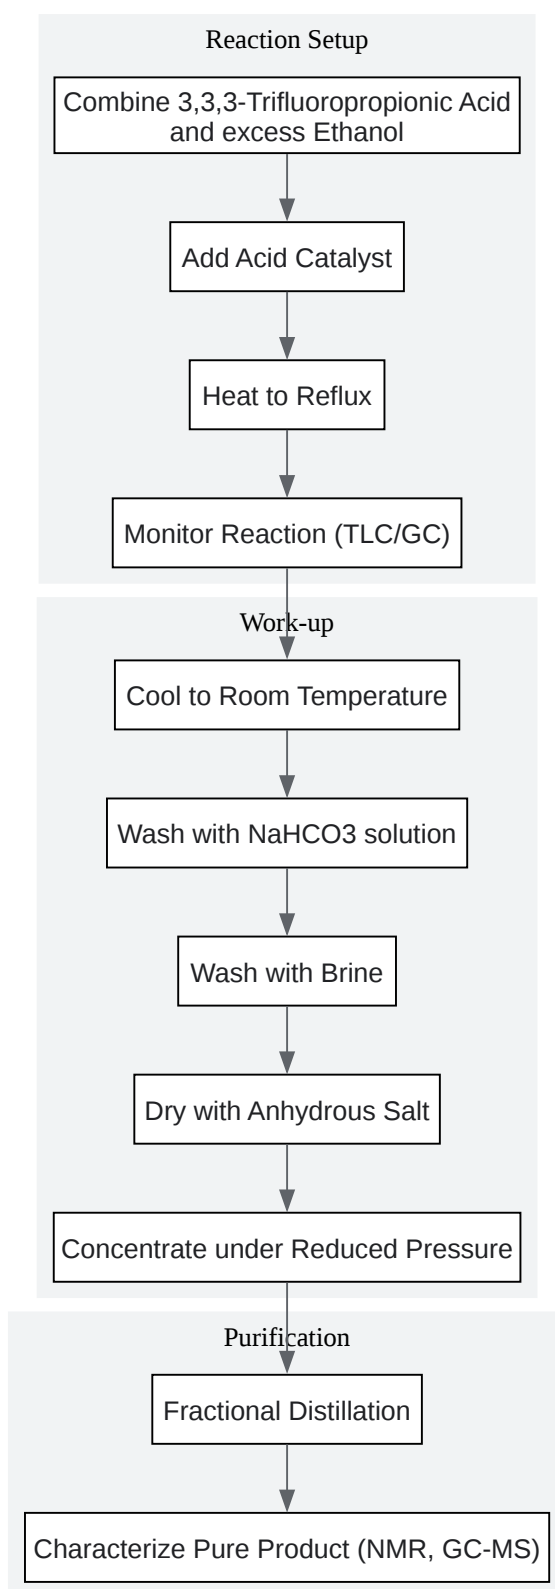 Reaction Setup
Combine 3,3,3-Trifluoropropionic Acid
and excess Ethanol
Add Acid Catalyst
Heat to Reflux
Monitor Reaction (TLC/GC)
Work-up
Cool to Room Temperature
Wash with NaHCO3 solution
Wash with Brine
Dry with Anhydrous Salt
Concentrate under Reduced Pressure
Purification
Fractional Distillation
Characterize Pure Product (NMR, GC-MS)